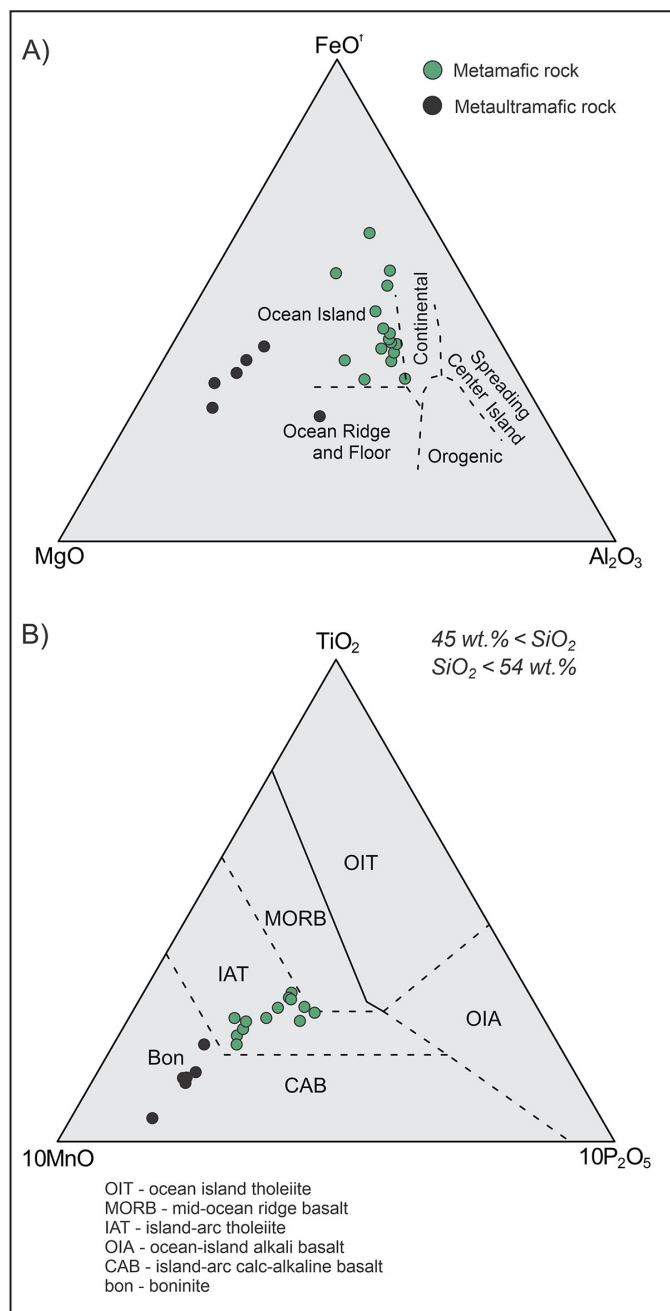 A)
FeOᵗ
Metamafic rock
Metaultramafic rock
Ocean Island
Continental
Spreading
Center Island
Ocean Ridge
and Floor
Orogenic
MgO
Al₂O₃
B)
TiO₂
45 wt.% < SiO₂
SiO₂ < 54 wt.%
OIT
MORB
IAT
OIA
Bon
CAB
10MnO
10P₂O₅
OIT - ocean island tholeiite
MORB - mid-ocean ridge basalt
IAT - island-arc tholeiite
OIA - ocean-island alkali basalt
CAB - island-arc calc-alkaline basalt
bon - boninite